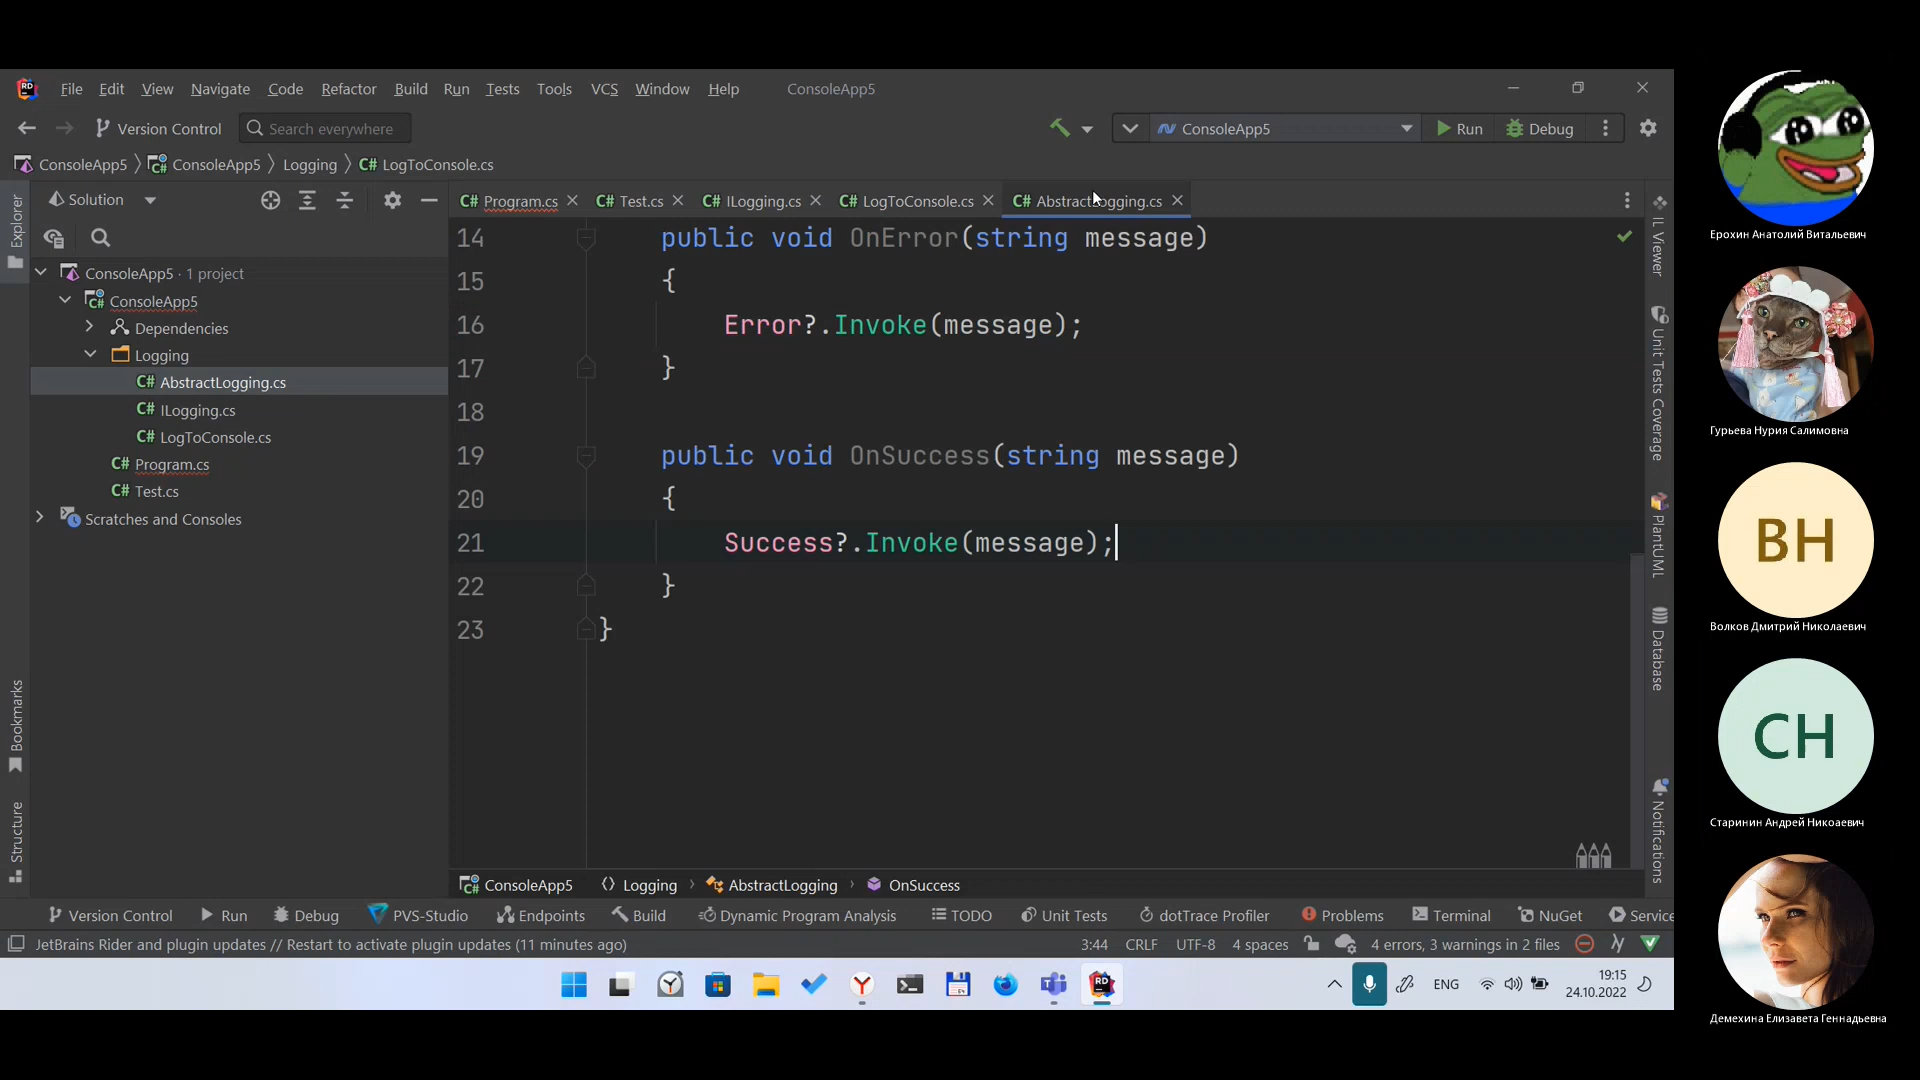 File Edit View Navigate Code Refactor Build Run Tests Tools VCS Window Help ConsoleApp5
Version Control Search everywhere ConsoleApp5 Run Debug
ConsoleApp5 ConsoleApp5 Logging C# LogToConsole.cs
Explorer
Solution
C# Program.cs C# Test.cs C# ILogging.cs C# LogToConsole.cs C# AbstractLogging.cs
ConsoleApp5 · 1 project
ConsoleApp5
Dependencies
Logging
C# AbstractLogging.cs
C# ILogging.cs
C# LogToConsole.cs
C# Program.cs
C# Test.cs
Scratches and Consoles
Bookmarks
Structure
14 public void OnError(string message)
15 {
16 Error?.Invoke(message);
17 }
18
19 public void OnSuccess(string message)
20 {
21 Success?.Invoke(message);
22 }
23 }
IL Viewer
Unit Tests Coverage
PlantUML
Database
Notifications
ConsoleApp5 Logging AbstractLogging OnSuccess
Version Control Run Debug PVS-Studio Endpoints Build Dynamic Program Analysis TODO Unit Tests dotTrace Profiler Problems Terminal NuGet Service
JetBrains Rider and plugin updates // Restart to activate plugin updates (11 minutes ago) 3:44 CRLF UTF-8 4 spaces 4 errors, 3 warnings in 2 files
ENG
19:15
24.10.2022
Ерохин Анатолий Витальевич
Гурьева Нурия Салимовна
ВН
Волков Дмитрий Николаевич
СН
Старинин Андрей Никоаевич
Демехина Елизавета Геннадьевна